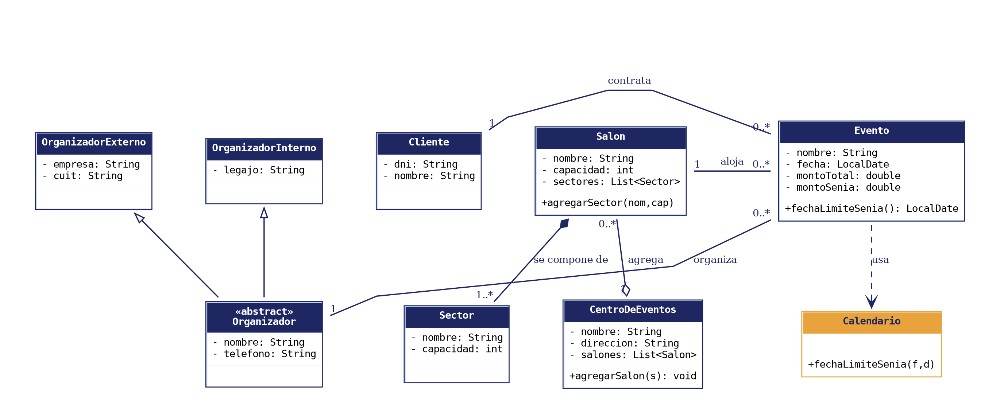 contrata
1
0..*
OrganizadorExterno
- empresa: String
- cuit: String
OrganizadorInterno
- legajo: String
Cliente
- dni: String
- nombre: String
Salon
- nombre: String
- capacidad: int
- sectores: List<Sector>
+agregarSector(nom,cap)
1
aloja
0..*
Evento
- nombre: String
- fecha: LocalDate
- montoTotal: double
- montoSenia: double
+fechaLimiteSenia(): LocalDate
0..*
0..*
se compone de
agrega
organiza
usa
1..*
1
1
«abstract»
Organizador
- nombre: String
- telefono: String
Sector
- nombre: String
- capacidad: int
CentroDeEventos
- nombre: String
- direccion: String
- salones: List<Salon>
+agregarSalon(s): void
Calendario
+fechaLimiteSenia(f,d)